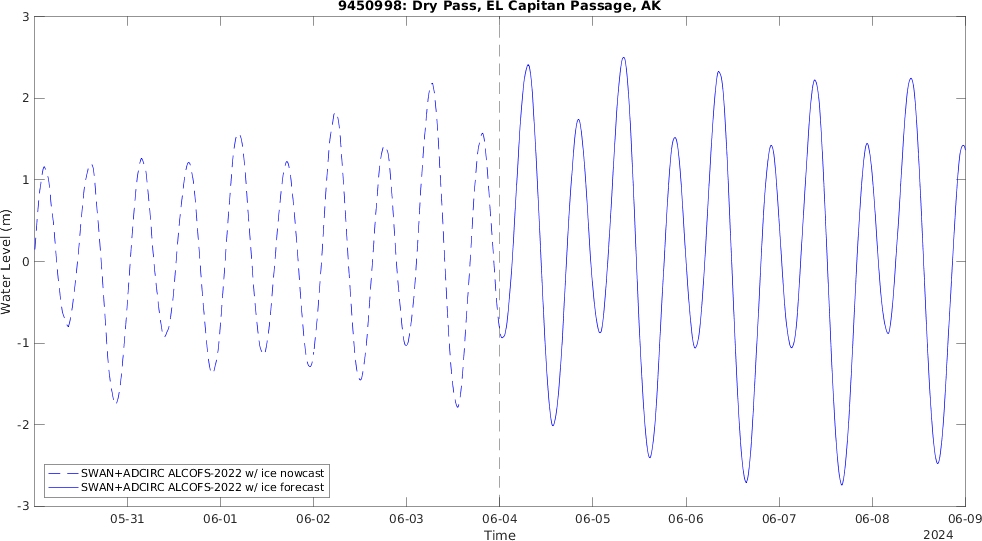 9450998: Dry Pass, EL Capitan Passage, AK
3
2
1
0
-1
-2
-3
Water Level (m)
SWAN+ADCIRC ALCOFS-2022 w/ ice nowcast
SWAN+ADCIRC ALCOFS-2022 w/ ice forecast
05-31 06-01 06-02 06-03 06-04 06-05 06-06 06-07 06-08 06-09
Time
2024